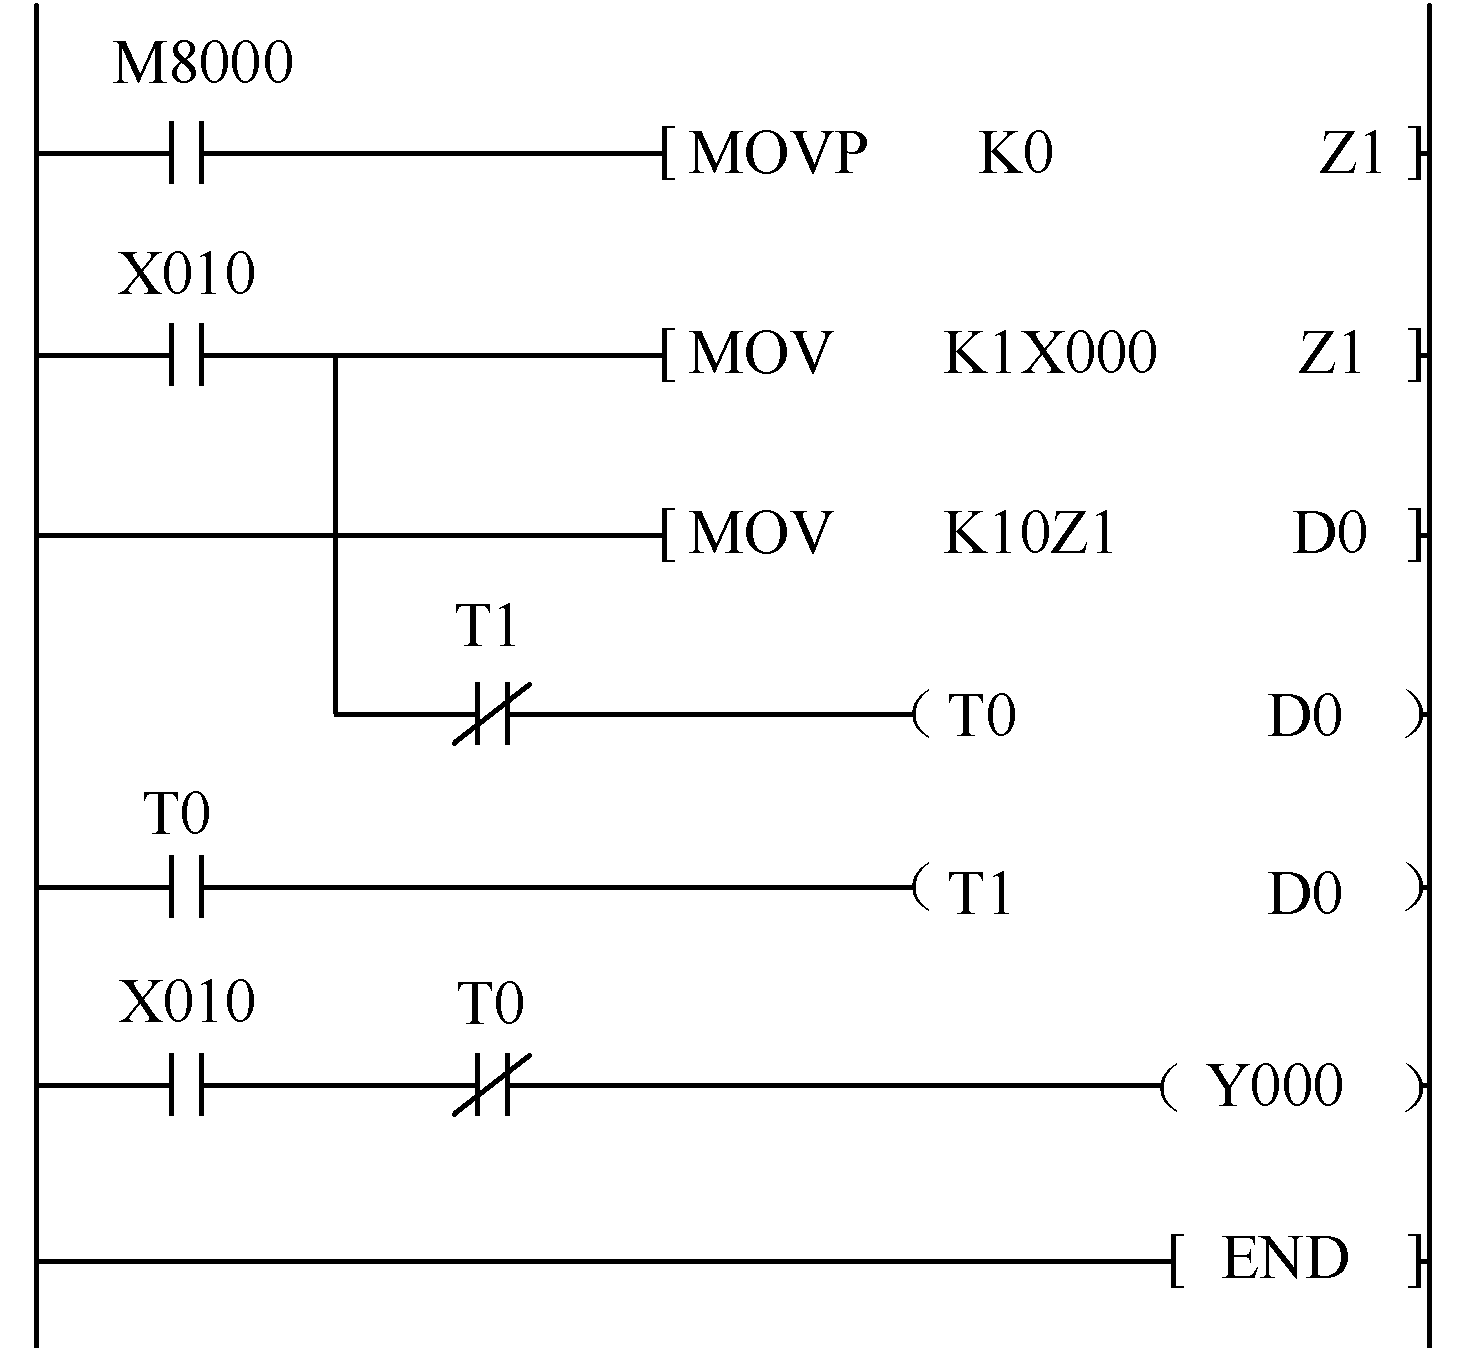 M8000
[ MOVP K0 Z1 ]
X010
[ MOV K1X000 Z1 ]
[ MOV K10Z1 D0 ]
T1
( T0 D0 )
T0
( T1 D0 )
X010 T0
( Y000 )
[ END ]